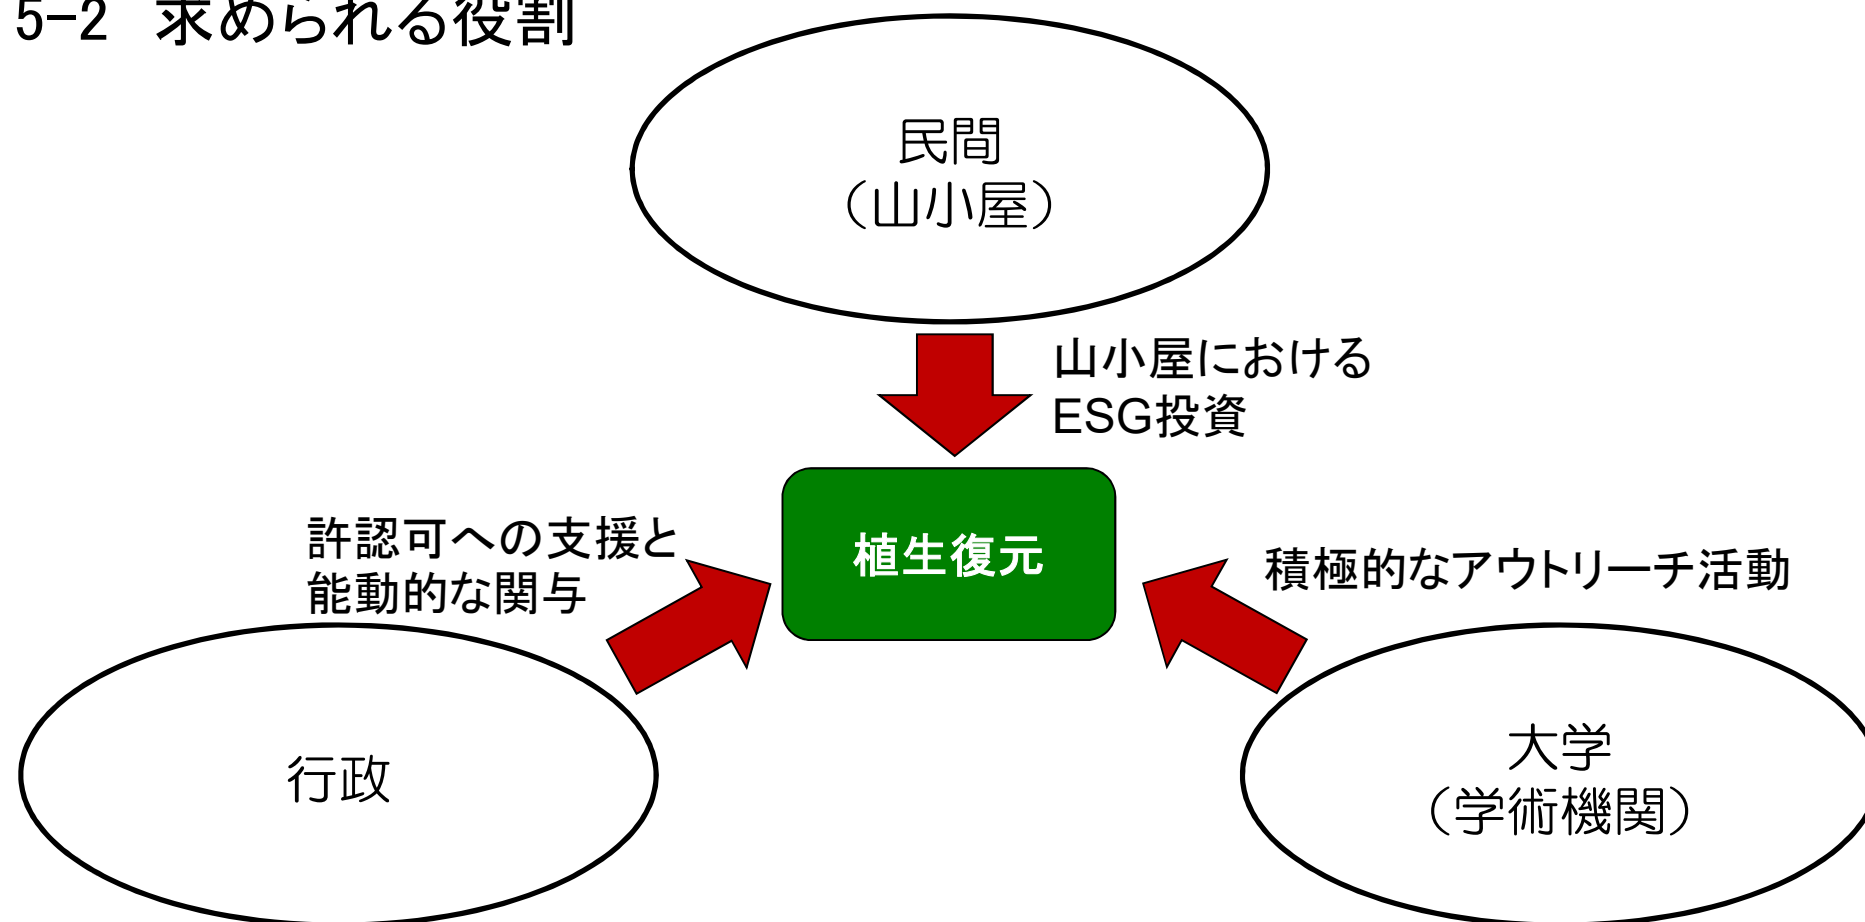 5-2 求められる役割
民間
（山小屋）
山小屋における
ESG投資
許認可への支援と
能動的な関与
植生復元
積極的なアウトリーチ活動
行政
大学
（学術機関）